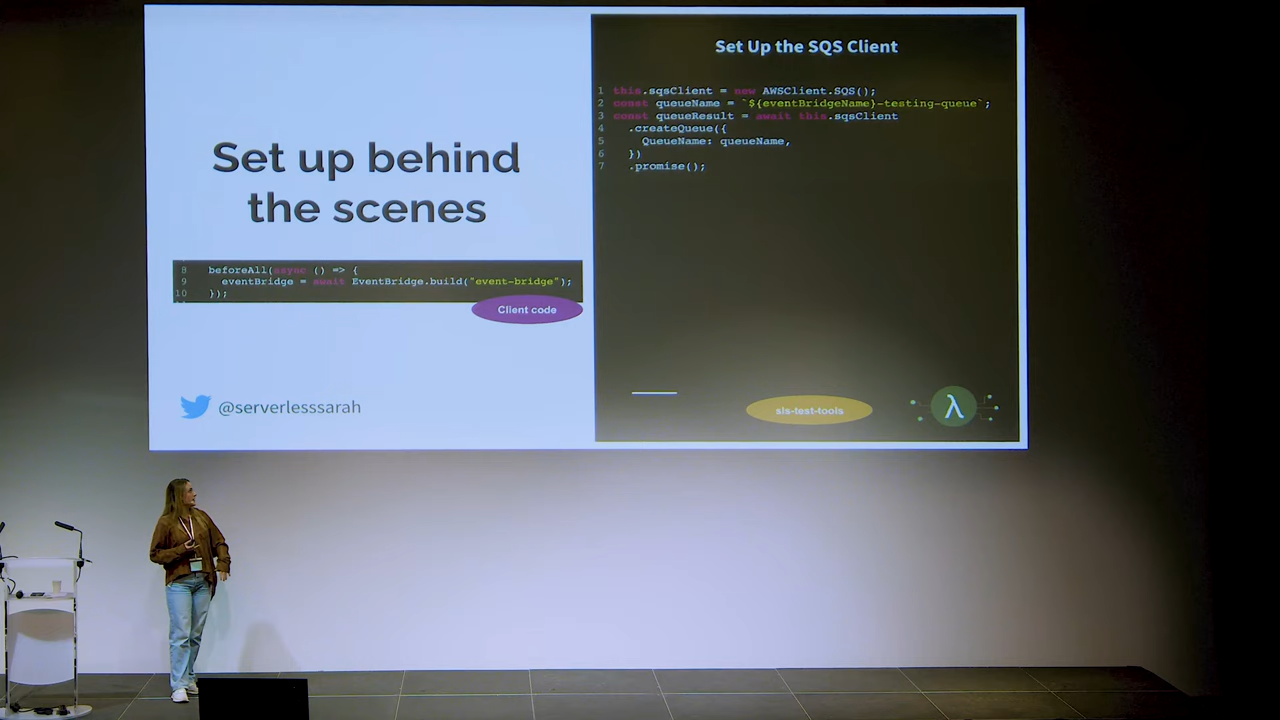 Set up behind
the scenes
8 beforeAll(async () => {
9 eventBridge = await EventBridge.build("event-bridge");
10 });
Client code
@serverlesssarah
Set Up the SQS Client
1 this.sqsClient = new AWSClient.SQS();
2 const queueName = `${eventBridgeName}-testing-queue`;
3 const queueResult = await this.sqsClient
4 .createQueue({
5 QueueName: queueName,
6 })
7 .promise();
sls-test-tools
λ